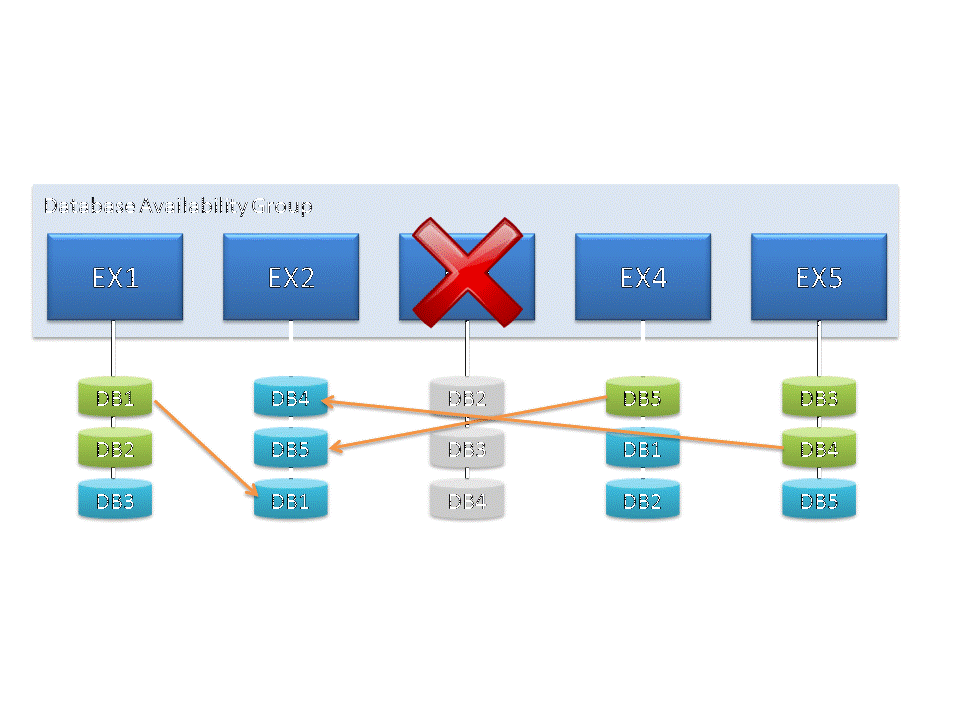 Database Availability Group
EX1 EX2 EX4 EX5
DB1 DB4 DB2 DB5 DB3
DB2 DB5 DB3 DB1 DB4
DB3 DB1 DB4 DB2 DB5